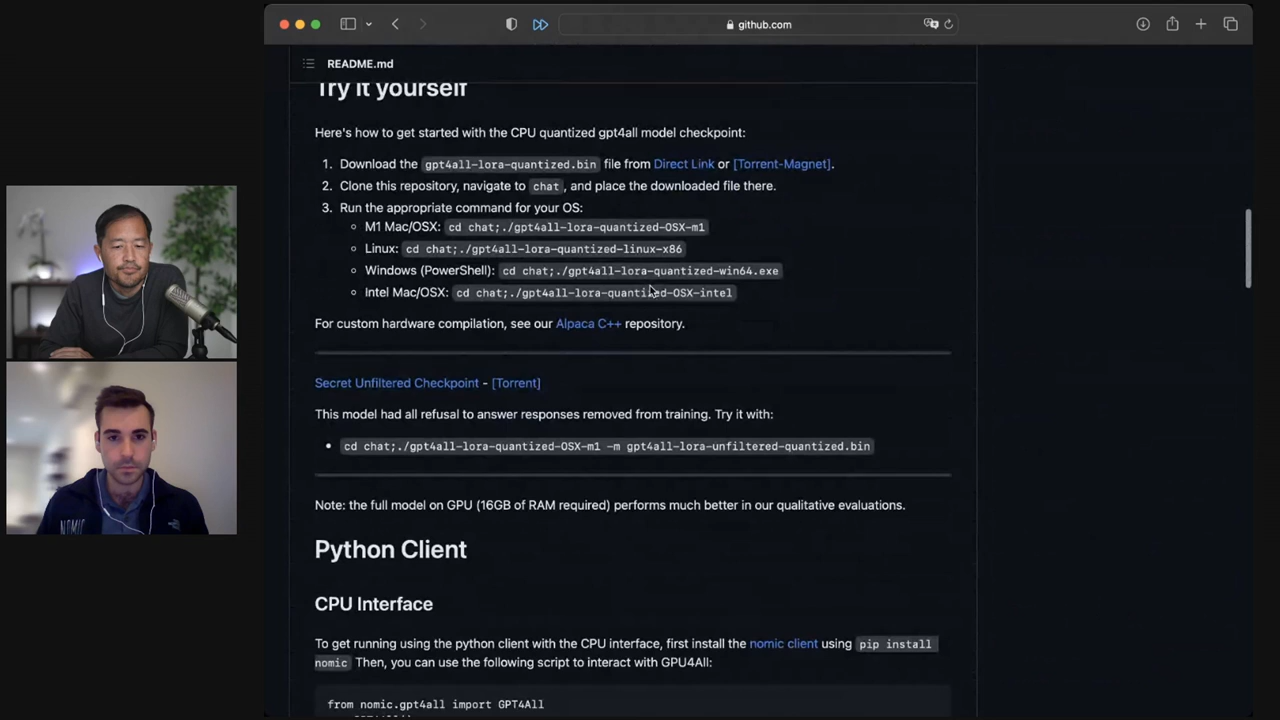 github.com
README.md
Try it yourself
Here's how to get started with the CPU quantized gpt4all model checkpoint:
1. Download the gpt4all-lora-quantized.bin file from Direct Link or [Torrent-Magnet].
2. Clone this repository, navigate to chat, and place the downloaded file there.
3. Run the appropriate command for your OS:
◦ M1 Mac/OSX: cd chat;./gpt4all-lora-quantized-OSX-m1
◦ Linux: cd chat;./gpt4all-lora-quantized-linux-x86
◦ Windows (PowerShell): cd chat;./gpt4all-lora-quantized-win64.exe
◦ Intel Mac/OSX: cd chat;./gpt4all-lora-quantized-OSX-intel
For custom hardware compilation, see our Alpaca C++ repository.
Secret Unfiltered Checkpoint - [Torrent]
This model had all refusal to answer responses removed from training. Try it with:
• cd chat;./gpt4all-lora-quantized-OSX-m1 -m gpt4all-lora-unfiltered-quantized.bin
Note: the full model on GPU (16GB of RAM required) performs much better in our qualitative evaluations.
Python Client
CPU Interface
To get running using the python client with the CPU interface, first install the nomic client using pip install
nomic Then, you can use the following script to interact with GPU4All:
from nomic.gpt4all import GPT4All
NOMIC